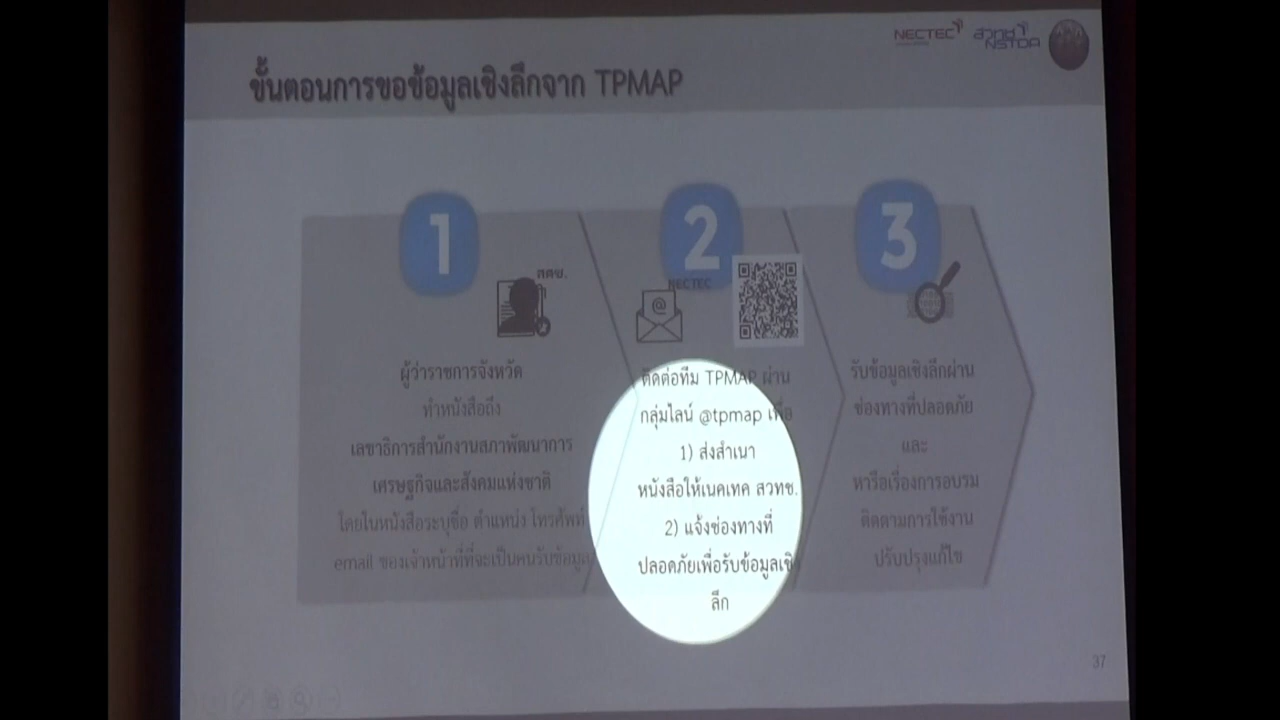 NECTEC
สวทช
NSTDA
ขั้นตอนการขอข้อมูลเชิงลึกจาก TPMAP
1
สศช.
ผู้ว่าราชการจังหวัด
ทำหนังสือถึง
เลขาธิการสำนักงานสภาพัฒนาการ
เศรษฐกิจและสังคมแห่งชาติ
โดยในหนังสือระบุชื่อ ตำแหน่ง โทรศัพท์
email ของเจ้าหน้าที่ที่จะเป็นคนรับข้อมูล
2
NECTEC
@
ติดต่อทีม TPMAP ผ่าน
กลุ่มไลน์ @tpmap เพื่อ
1) ส่งสำเนา
หนังสือให้เนคเทค สวทช.
2) แจ้งช่องทางที่
ปลอดภัยเพื่อรับข้อมูลเชิง
ลึก
3
รับข้อมูลเชิงลึกผ่าน
ช่องทางที่ปลอดภัย
และ
หารือเรื่องการอบรม
ติดตามการใช้งาน
ปรับปรุงแก้ไข
37